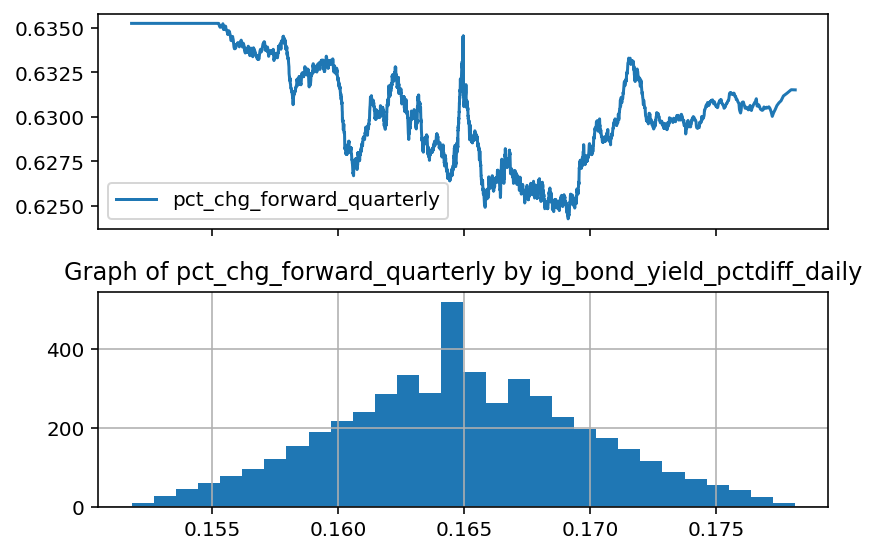 0.6350
0.6325
0.6300
0.6275
0.6250
pct_chg_forward_quarterly
Graph of pct_chg_forward_quarterly by ig_bond_yield_pctdiff_daily
400
200
0
0.155 0.160 0.165 0.170 0.175